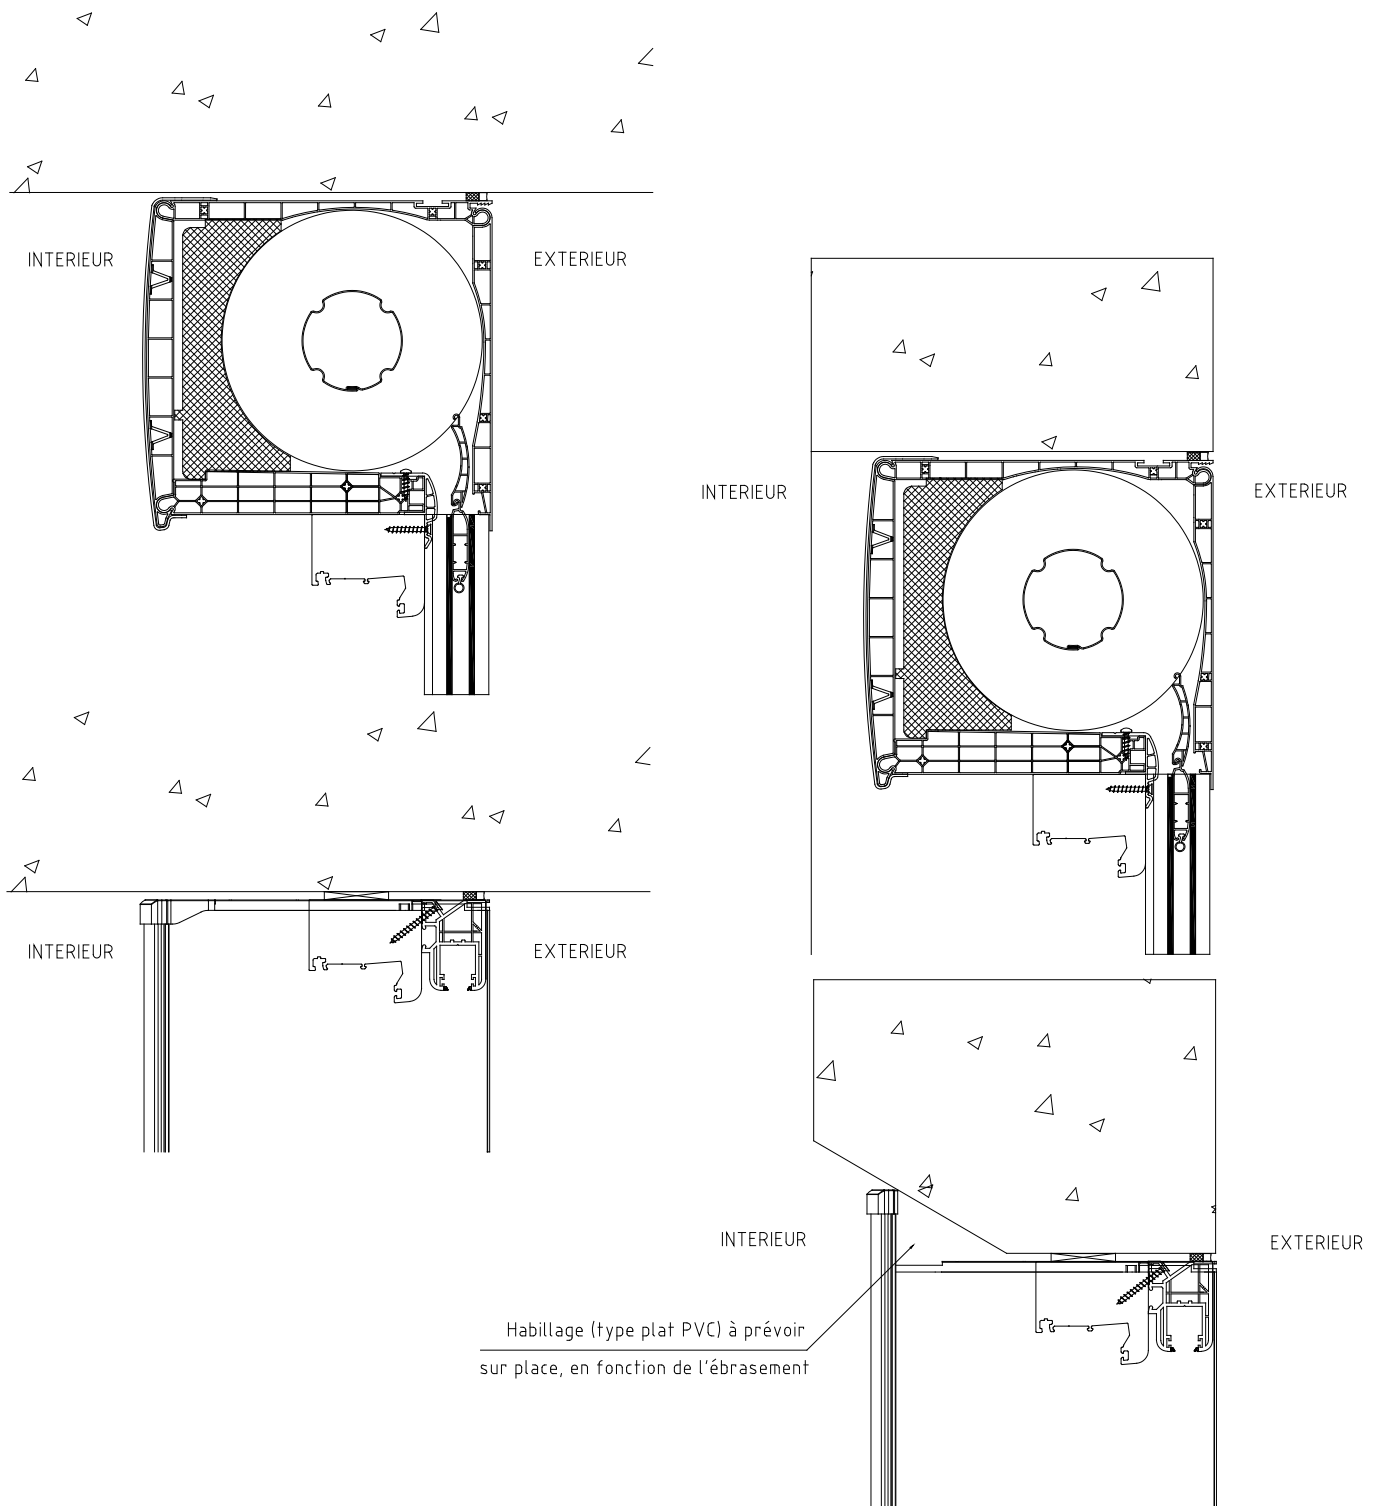 INTERIEUR
EXTERIEUR
INTERIEUR
EXTERIEUR
INTERIEUR
EXTERIEUR
INTERIEUR
EXTERIEUR
Habillage (type plat PVC) à prévoir
sur place, en fonction de l'ébrasement